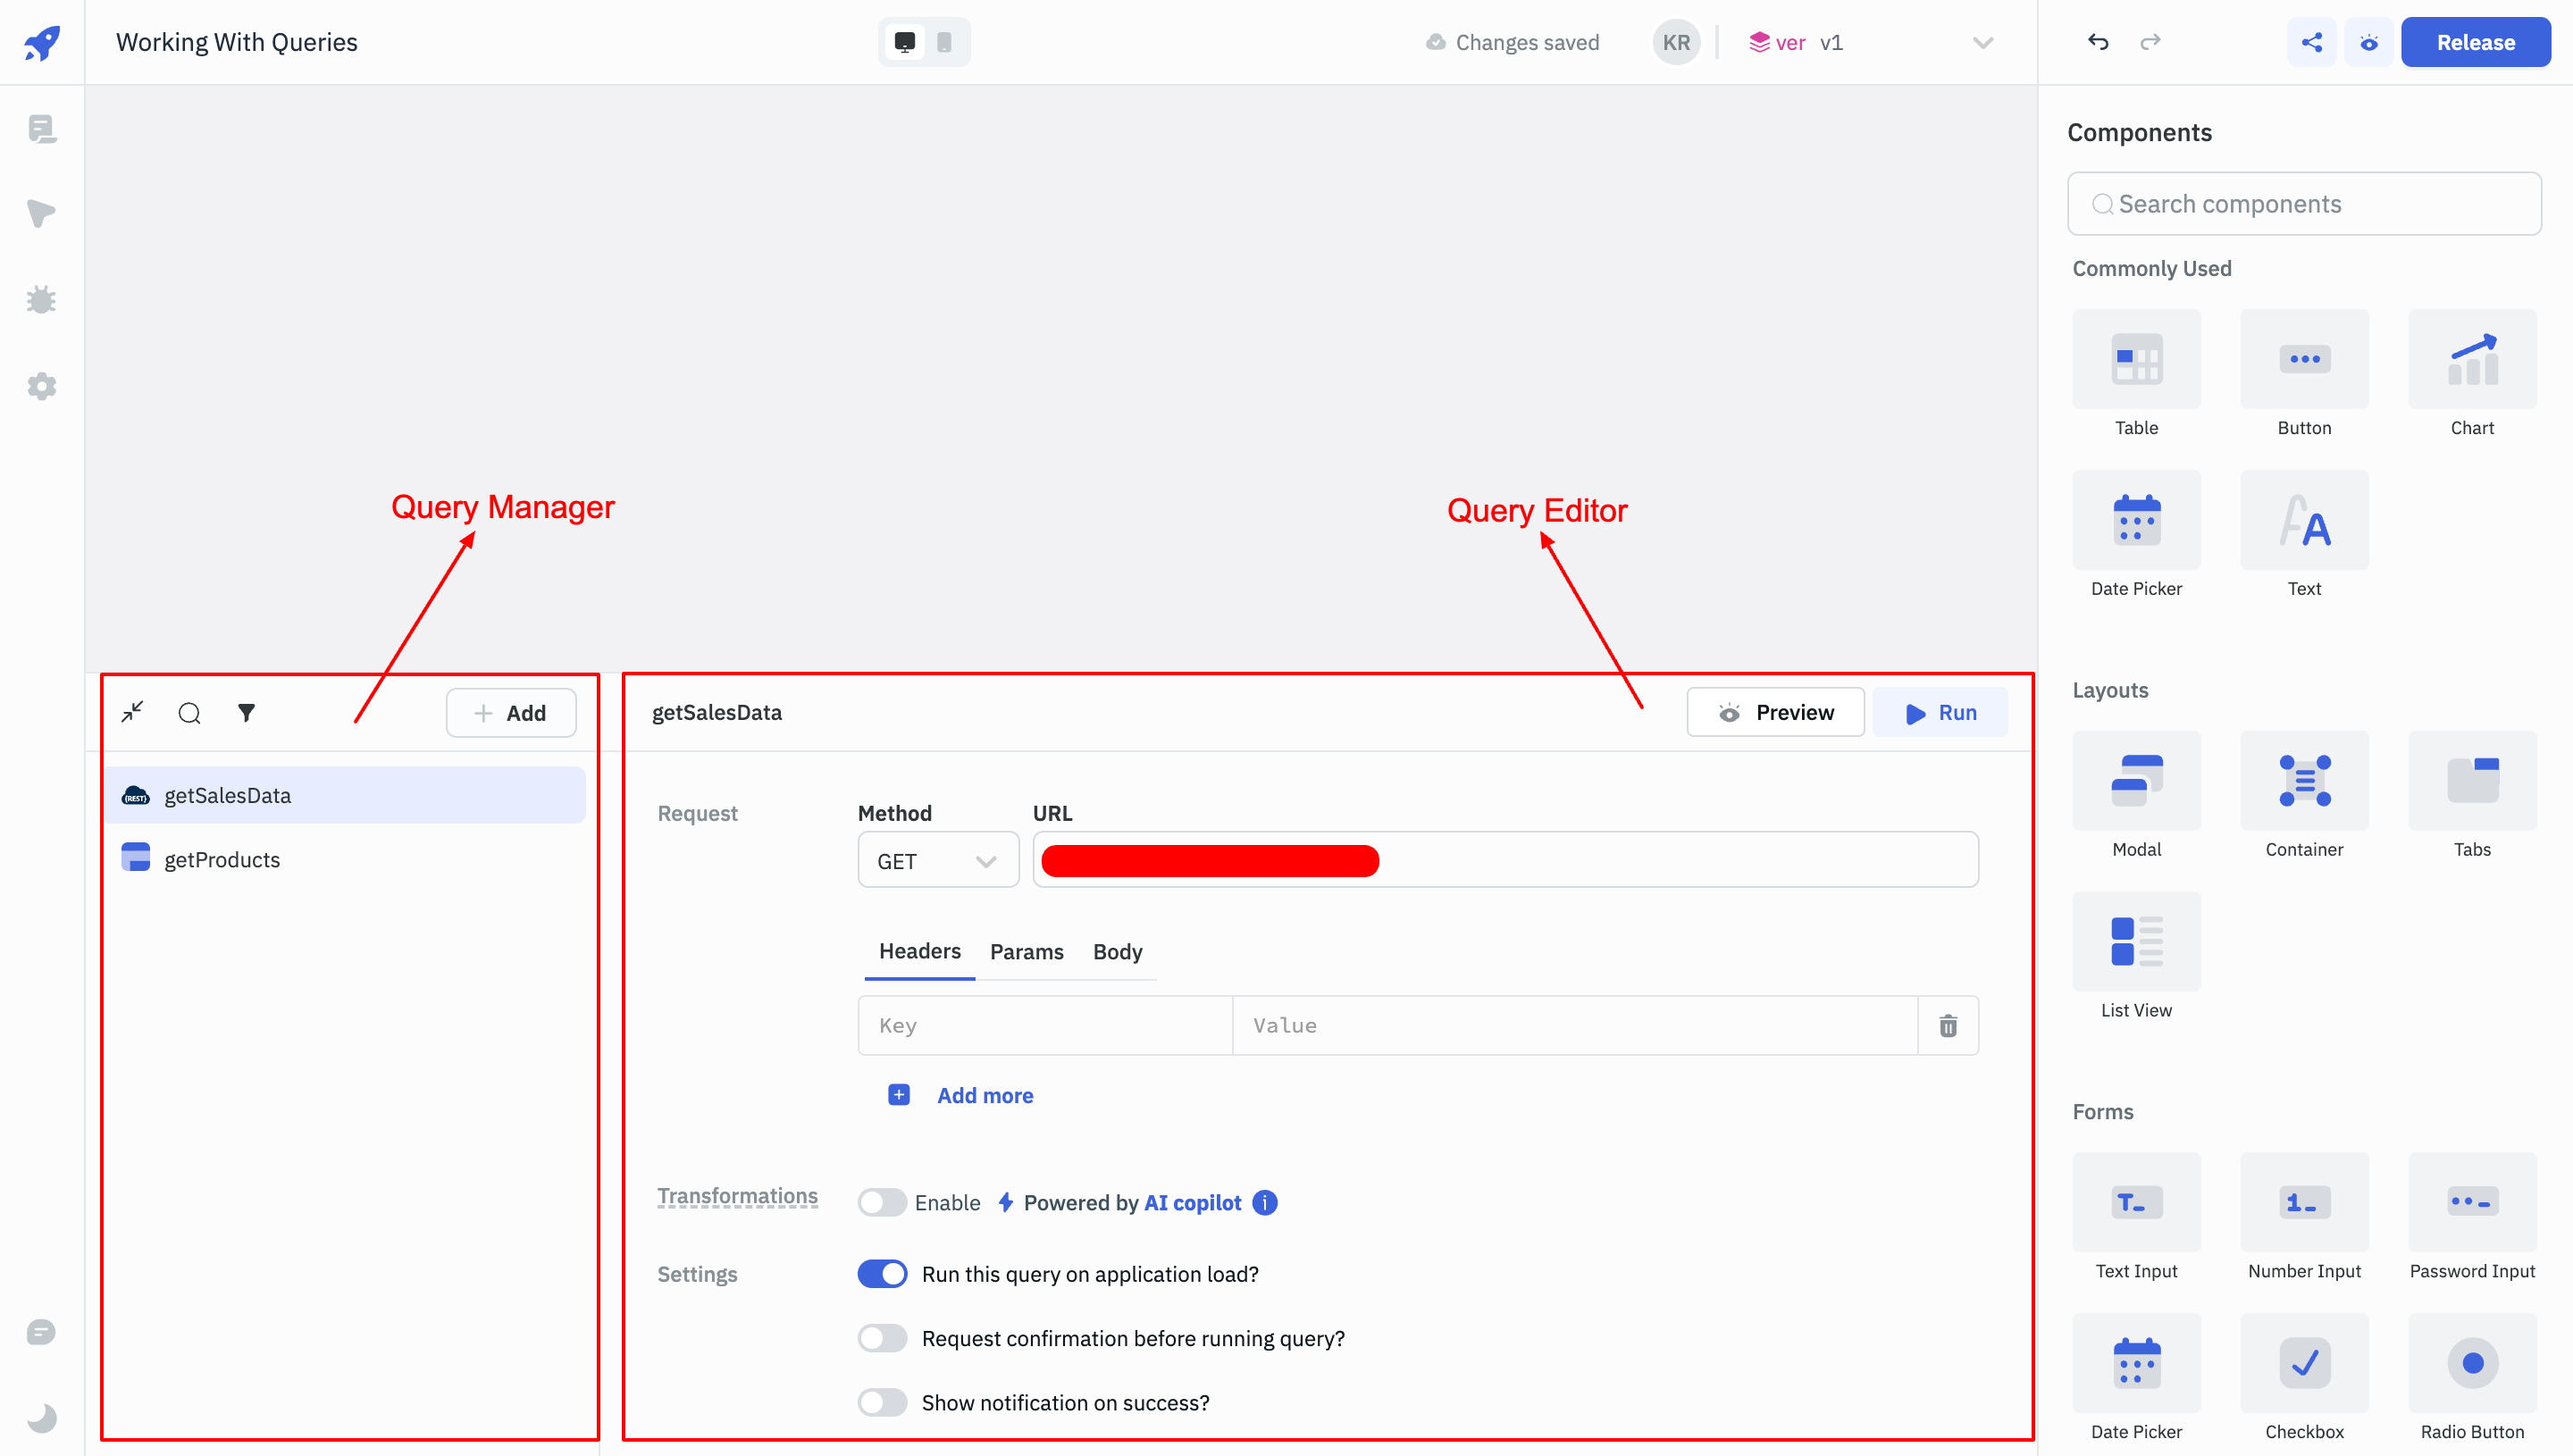 Working With Queries
Changes saved
KR
ver v1
Release
Components
Search components
Commonly Used
Table
Button
Chart
Date Picker
Text
Layouts
Modal
Container
Tabs
List View
Forms
Text Input
Number Input
Password Input
Date Picker
Checkbox
Radio Button
Query Manager
Query Editor
Add
{REST}
getSalesData
getProducts
getSalesData
Preview
Run
Request
Method
URL
GET
Headers Params Body
Key
Value
Add more
Transformations
Enable
Powered by AI copilot
Settings
Run this query on application load?
Request confirmation before running query?
Show notification on success?